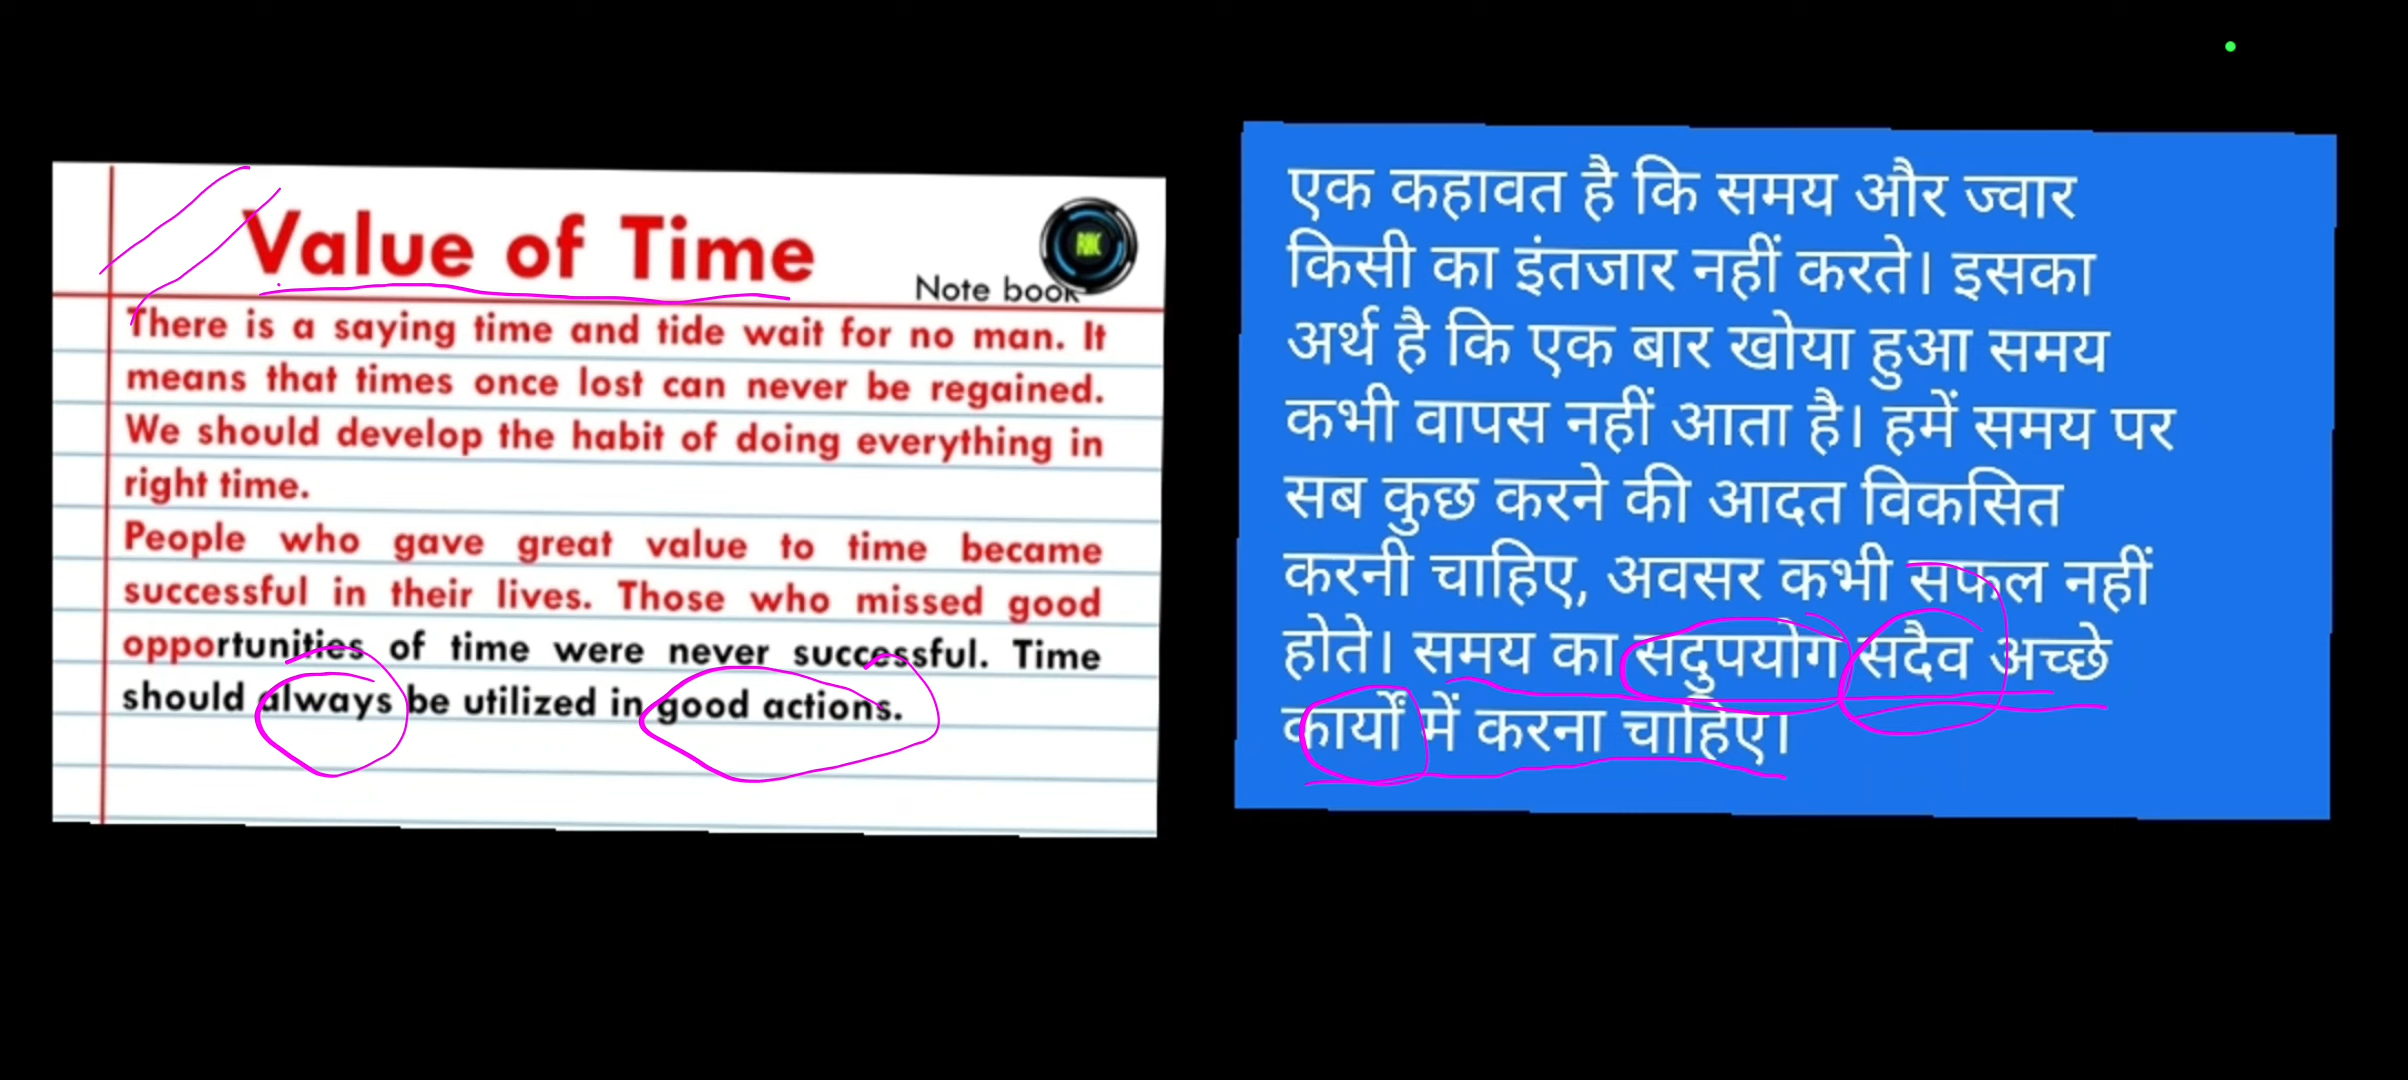 Value of Time
Note book
There is a saying time and tide wait for no man. It
means that times once lost can never be regained.
We should develop the habit of doing everything in
right time.
People who gave great value to time became
successful in their lives. Those who missed good
opportunities of time were never successful. Time
should always be utilized in good actions.
एक कहावत है कि समय और ज्वार
किसी का इंतजार नहीं करते। इसका
अर्थ है कि एक बार खोया हुआ समय
कभी वापस नहीं आता है। हमें समय पर
सब कुछ करने की आदत विकसित
करनी चाहिए, अवसर कभी सफल नहीं
होते। समय का सदुपयोग सदैव अच्छे
कार्यों में करना चाहिए।